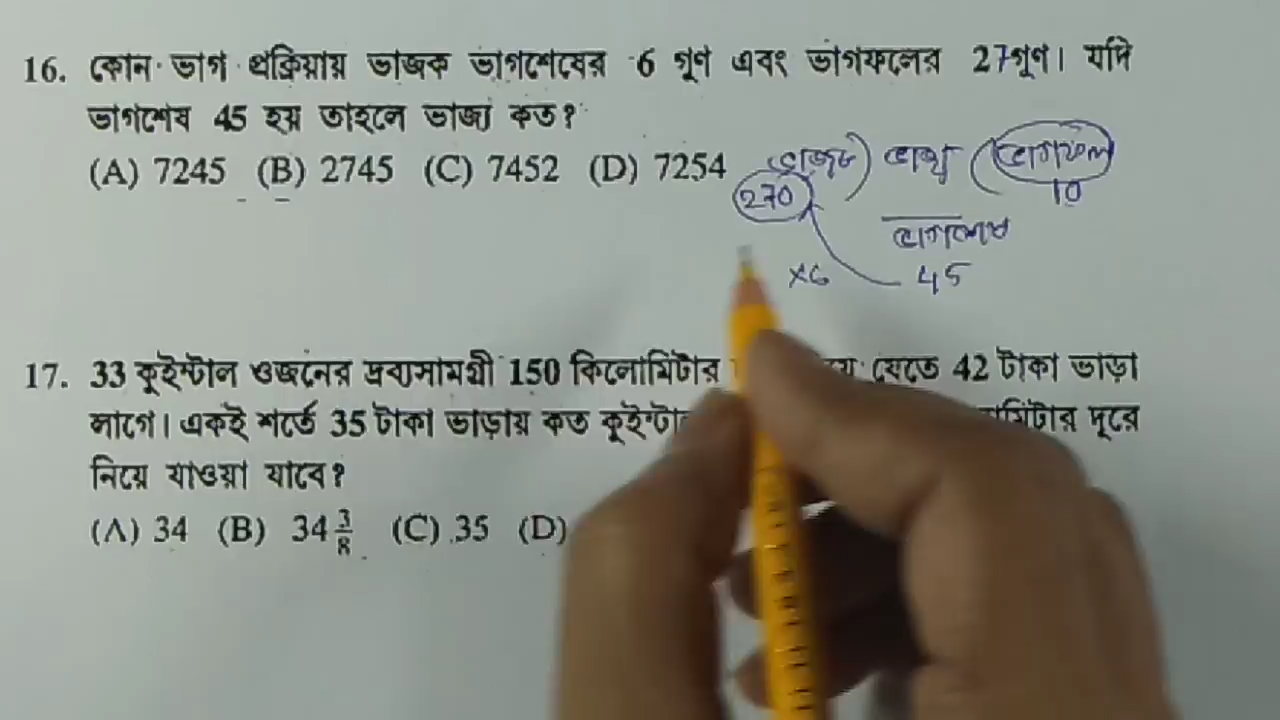 16. কোন ভাগ প্রক্রিয়ায় ভাজক ভাগশেষের 6 গূণ এবং ভাগফলের 27গূণ। যদি
ভাগশেষ 45 হয় তাহলে ভাজ্য কত?
(A) 7245 (B) 2745 (C) 7452 (D) 7254
ভাজক) ভাজ্য (ভাগফল
270
10
ভাগশেষ
×6 45
17. 33 কুইন্টাল ওজনের দ্রব্যসামগ্রী 150 কিলোমিটার যেতে 42 টাকা ভাড়া
লাগে। একই শর্তে 35 টাকা ভাড়ায় কত দূরে
নিয়ে যাওয়া যাবে?
(A) 34 (B) 34 3/8 (C) 35 (D)